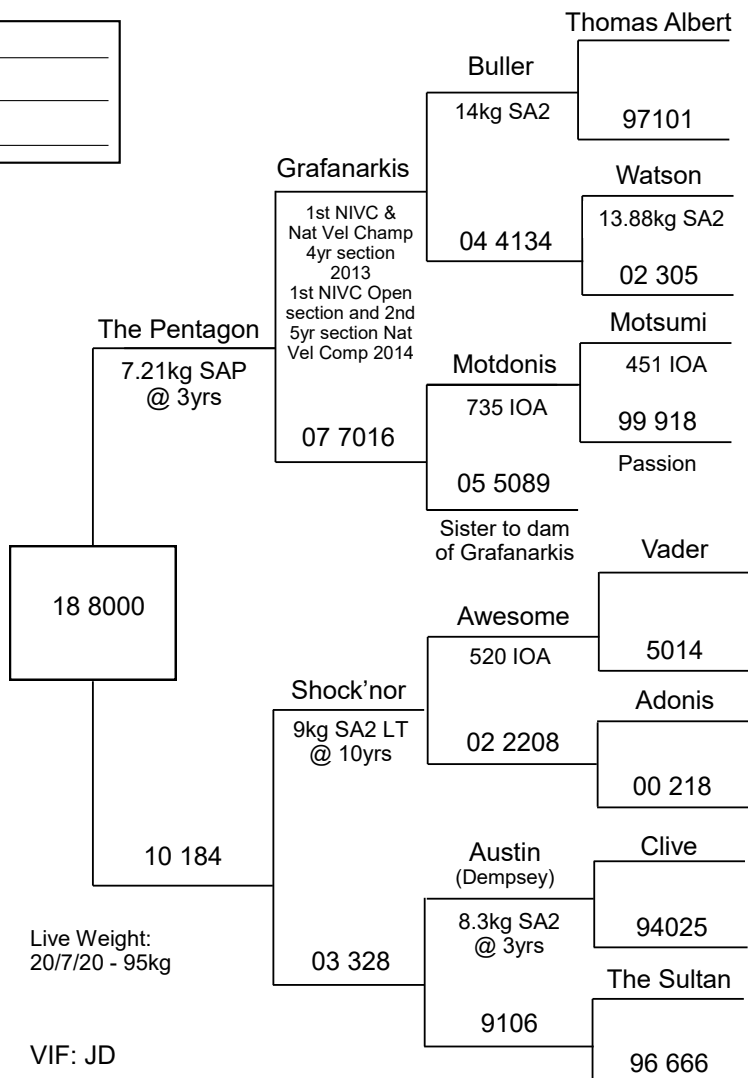 Thomas Albert
Buller
14kg SA2
97101
Grafanarkis
Watson
1st NIVC &
Nat Vel Champ
4yr section
2013
1st NIVC Open
section and 2nd
5yr section Nat
Vel Comp 2014
13.88kg SA2
04 4134
02 305
The Pentagon
7.21kg SAP
@ 3yrs
Motsumi
Motdonis
451 IOA
735 IOA
99 918
07 7016
Passion
05 5089
Sister to dam
of Grafanarkis
Vader
18 8000
Awesome
520 IOA
5014
Shock'nor
9kg SA2 LT
@ 10yrs
Adonis
02 2208
00 218
10 184
Austin
(Dempsey)
Clive
8.3kg SA2
@ 3yrs
94025
Live Weight:
20/7/20 - 95kg
03 328
The Sultan
9106
VIF: JD
96 666